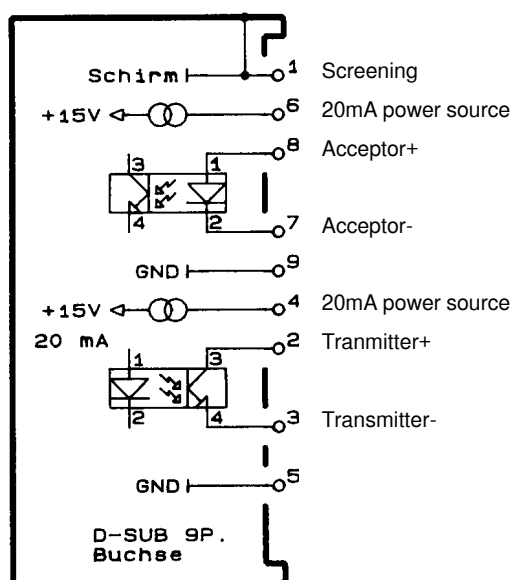 Schirm 1 Screening
+15V 6 20mA power source
8 Acceptor+
3 1
4 2
7 Acceptor-
GND 9
+15V 4 20mA power source
20 mA
2 Tranmitter+
1 3
2 4
3 Transmitter-
GND 5
D-SUB 9P.
Buchse